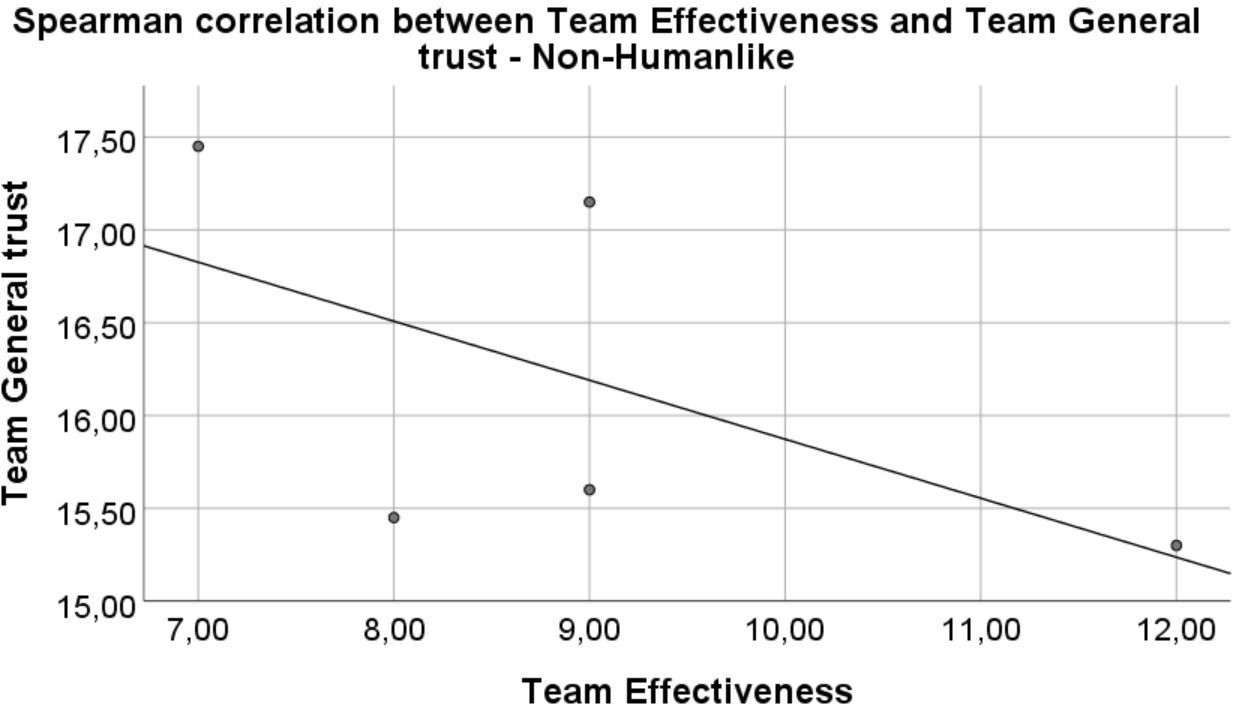 Spearman correlation between Team Effectiveness and Team General
trust - Non-Humanlike
Team General trust
17,50
17,00
16,50
16,00
15,50
15,00
7,00 8,00 9,00 10,00 11,00 12,00
Team Effectiveness